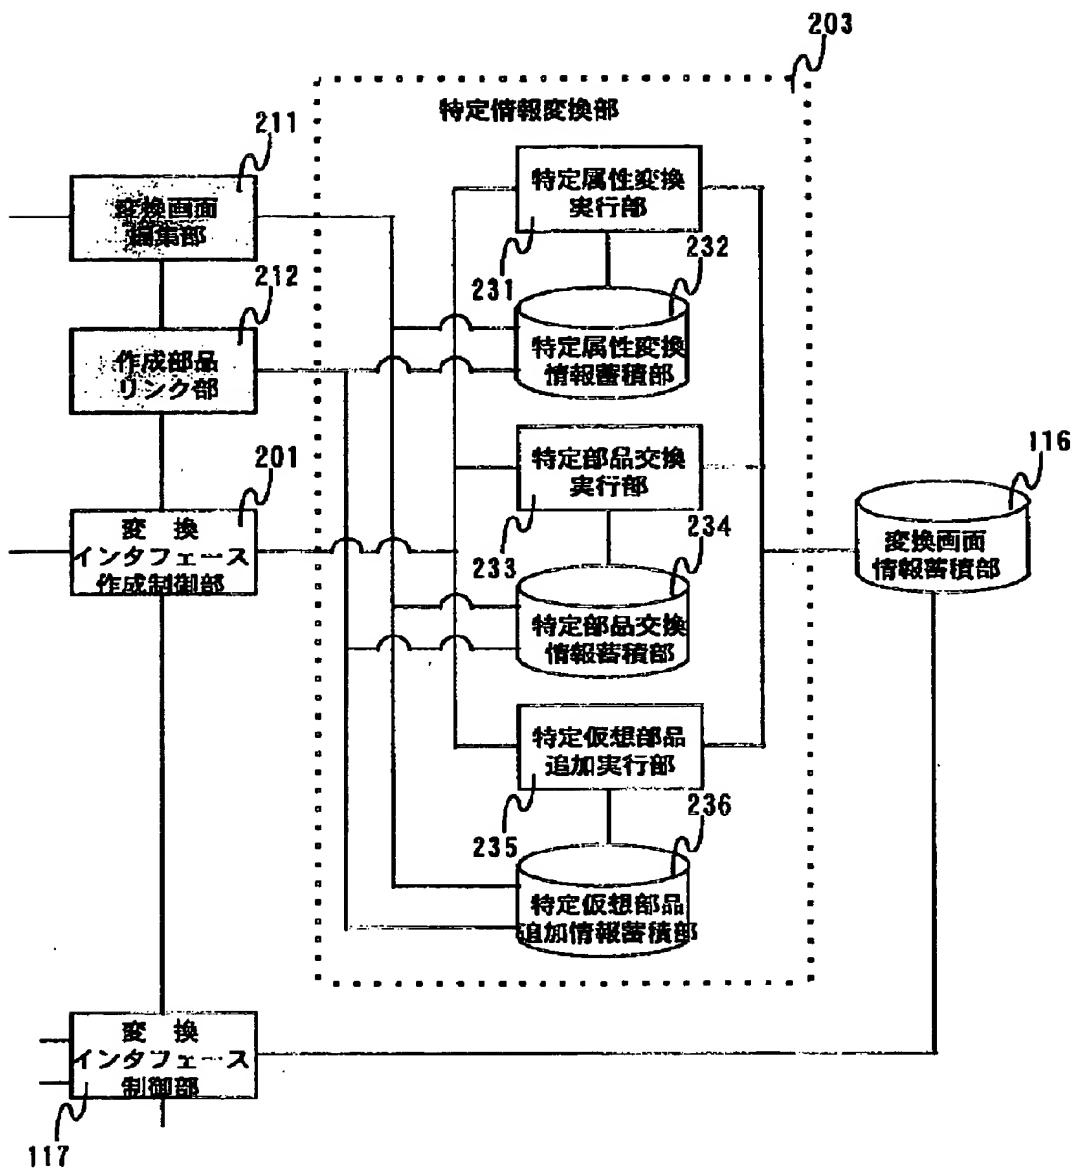 203
特定情報変換部
211
変換画面
編集部
特定属性変換
実行部
231
232
212
作成部品
リンク部
特定属性変換
情報蓄積部
特定部品交換
実行部
233
234
201
変 換
インタフェース
作成制御部
116
変換画面
情報蓄積部
特定部品交換
情報蓄積部
特定仮想部品
追加実行部
235
236
特定仮想部品
追加情報蓄積部
変 換
インタフェース
制御部
117